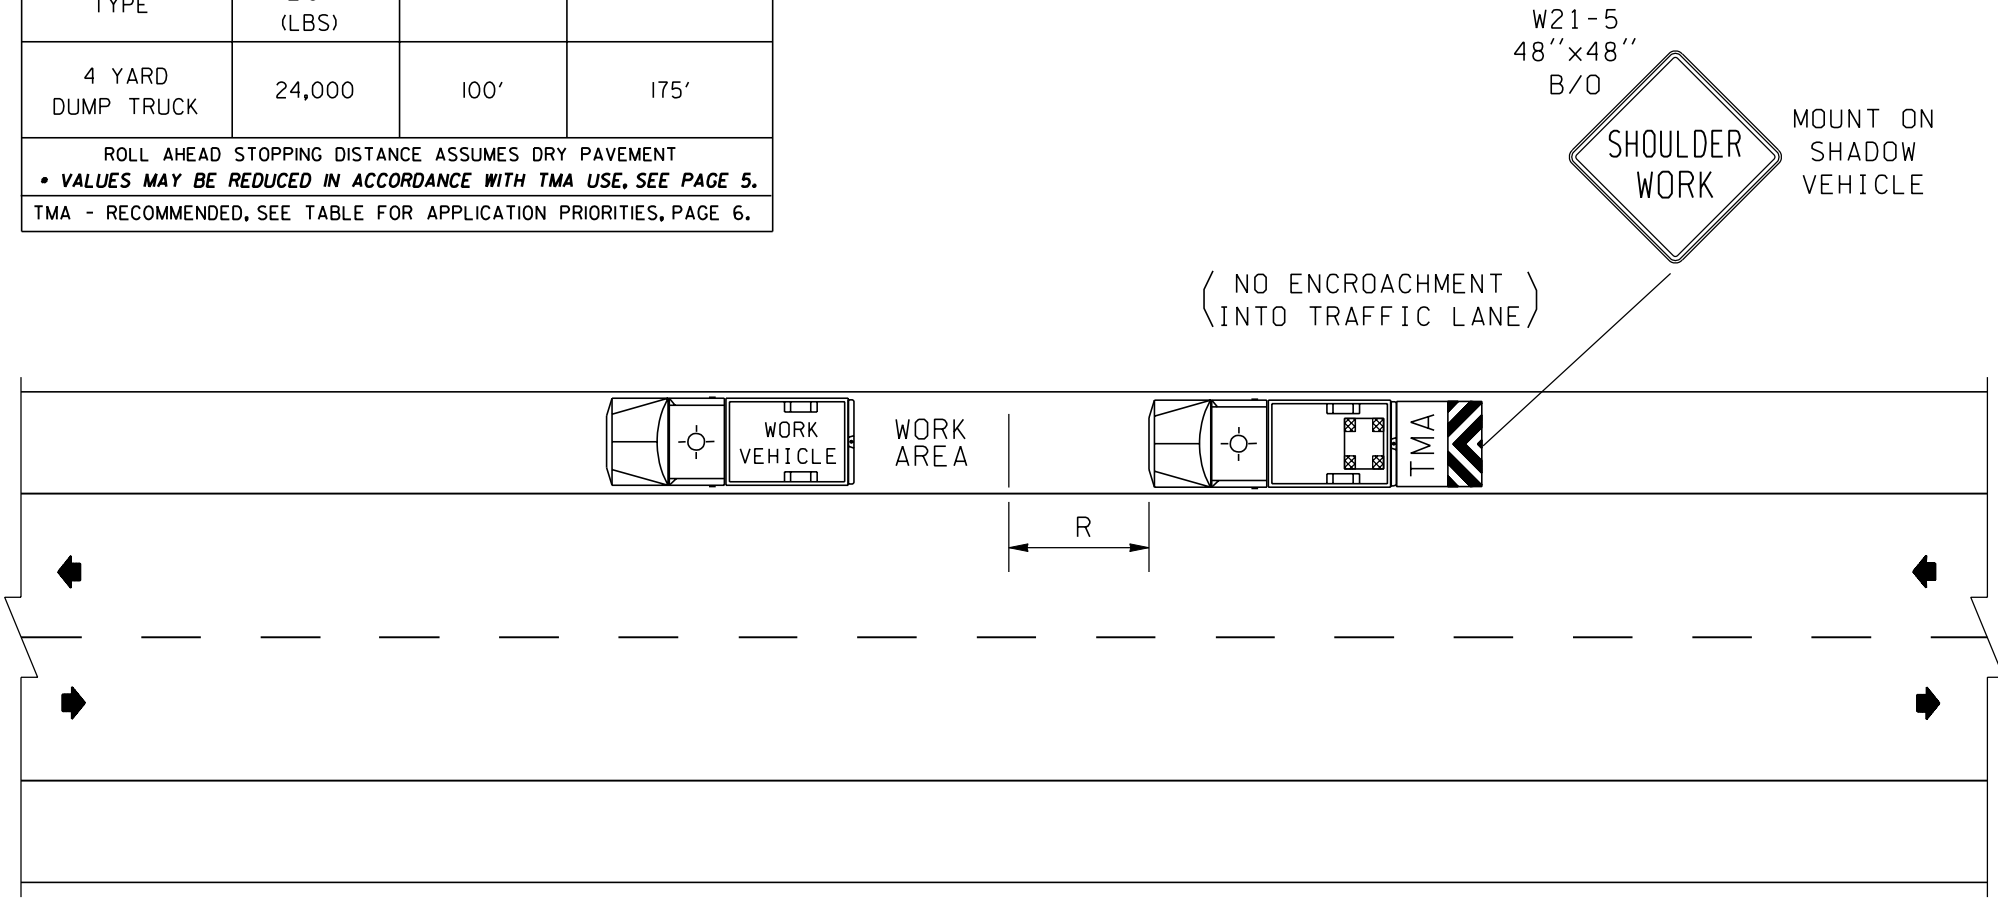 TYPE
(LBS)
4 YARD
DUMP TRUCK
24,000
100'
175'
ROLL AHEAD STOPPING DISTANCE ASSUMES DRY PAVEMENT
• VALUES MAY BE REDUCED IN ACCORDANCE WITH TMA USE, SEE PAGE 5.
TMA - RECOMMENDED, SEE TABLE FOR APPLICATION PRIORITIES, PAGE 6.
W21-5
48"x48"
B/O
SHOULDER
WORK
MOUNT ON
SHADOW
VEHICLE
( NO ENCROACHMENT
INTO TRAFFIC LANE )
WORK
VEHICLE
WORK
AREA
TMA
R